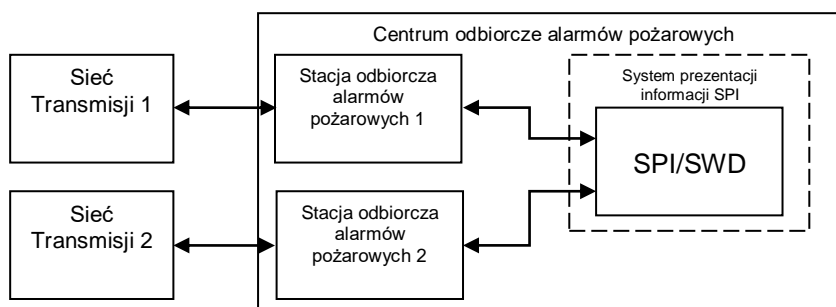 Centrum odbiorcze alarmów pożarowych
Sieć
Transmisji 1
Stacja odbiorcza
alarmów
pożarowych 1
System prezentacji
informacji SPI
SPI/SWD
Sieć
Transmisji 2
Stacja odbiorcza
alarmów
pożarowych 2